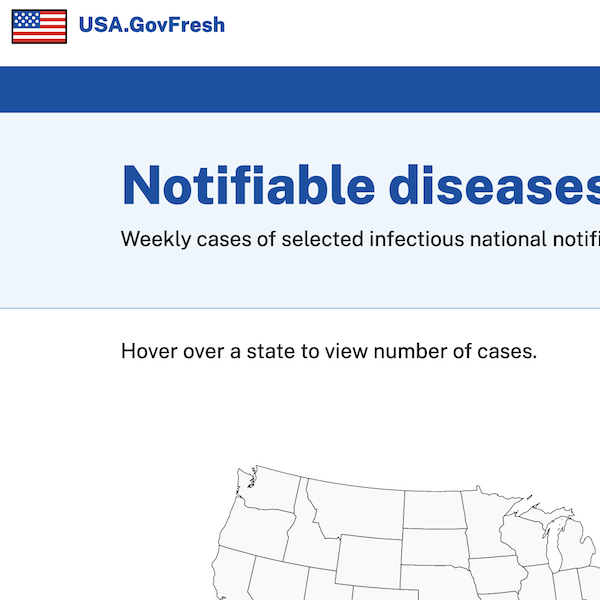 USA.GovFresh
Notifiable diseases
Weekly cases of selected infectious national notifi
Hover over a state to view number of cases.